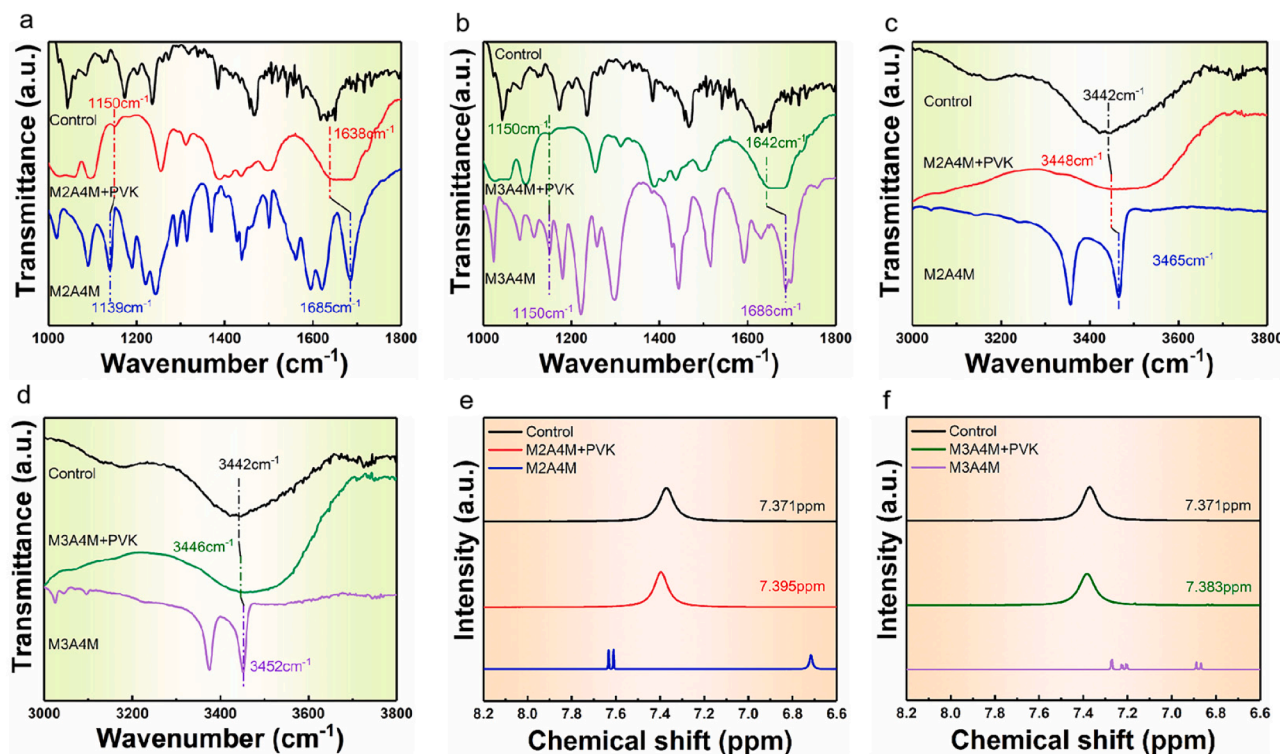 a
Transmittance (a.u.)
Control
1150cm⁻¹
1638cm⁻¹
M2A4M+PVK
M2A4M
1139cm⁻¹
1685cm⁻¹
1000 1200 1400 1600 1800
Wavenumber (cm⁻¹)
b
Transmittance(a.u.)
Control
1150cm⁻¹
1642cm⁻¹
M3A4M+PVK
M3A4M
1150cm⁻¹
1686cm⁻¹
1000 1200 1400 1600 1800
Wavenumber(cm⁻¹)
c
Transmittance (a.u.)
Control
3442cm⁻¹
M2A4M+PVK
3448cm⁻¹
M2A4M
3465cm⁻¹
3000 3200 3400 3600 3800
Wavenumber (cm⁻¹)
d
Transmittance (a.u.)
Control
3442cm⁻¹
M3A4M+PVK
3446cm⁻¹
M3A4M
3452cm⁻¹
3000 3200 3400 3600 3800
Wavenumber (cm⁻¹)
e
Intensity (a.u.)
Control
M2A4M+PVK
M2A4M
7.371ppm
7.395ppm
8.2 8.0 7.8 7.6 7.4 7.2 7.0 6.8 6.6
Chemical shift (ppm)
f
Intensity (a.u.)
Control
M3A4M+PVK
M3A4M
7.371ppm
7.383ppm
8.2 8.0 7.8 7.6 7.4 7.2 7.0 6.8 6.6
Chemical shift (ppm)